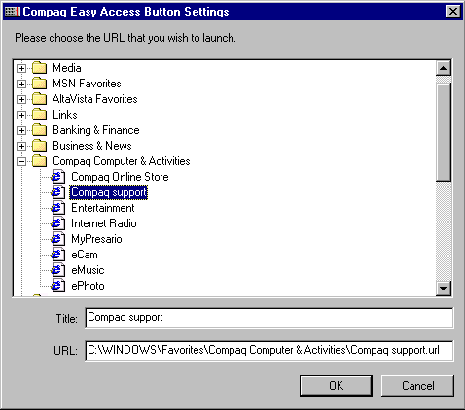 Compaq Easy Access Button Settings
Please choose the URL that you wish to launch.
Media
MSN Favorites
AltaVista Favorites
Links
Banking & Finance
Business & News
Compaq Computer & Activities
Compaq Online Store
Compaq support
Entertainment
Internet Radio
MyPresario
eCam
eMusic
ePhoto
Title: Compaq support
URL: C:\WINDOWS\Favorites\Compaq Computer & Activities\Compaq support.url
OK Cancel